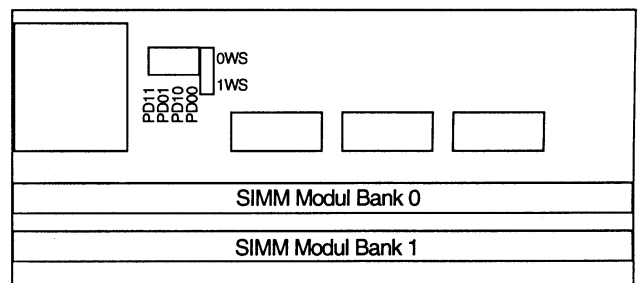 0WS
1WS
PD11
PD01
PD10
PD00
SIMM Modul Bank 0
SIMM Modul Bank 1